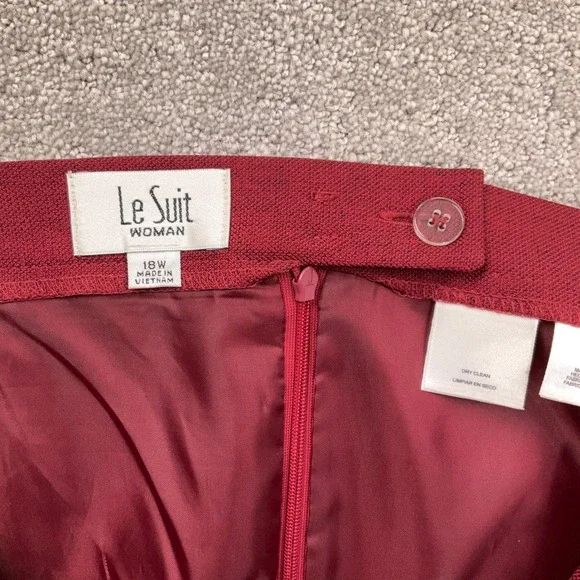 Le Suit
WOMAN
18W
MADE IN
VIETNAM
DRY CLEAN
LIMPIAR EN SECO